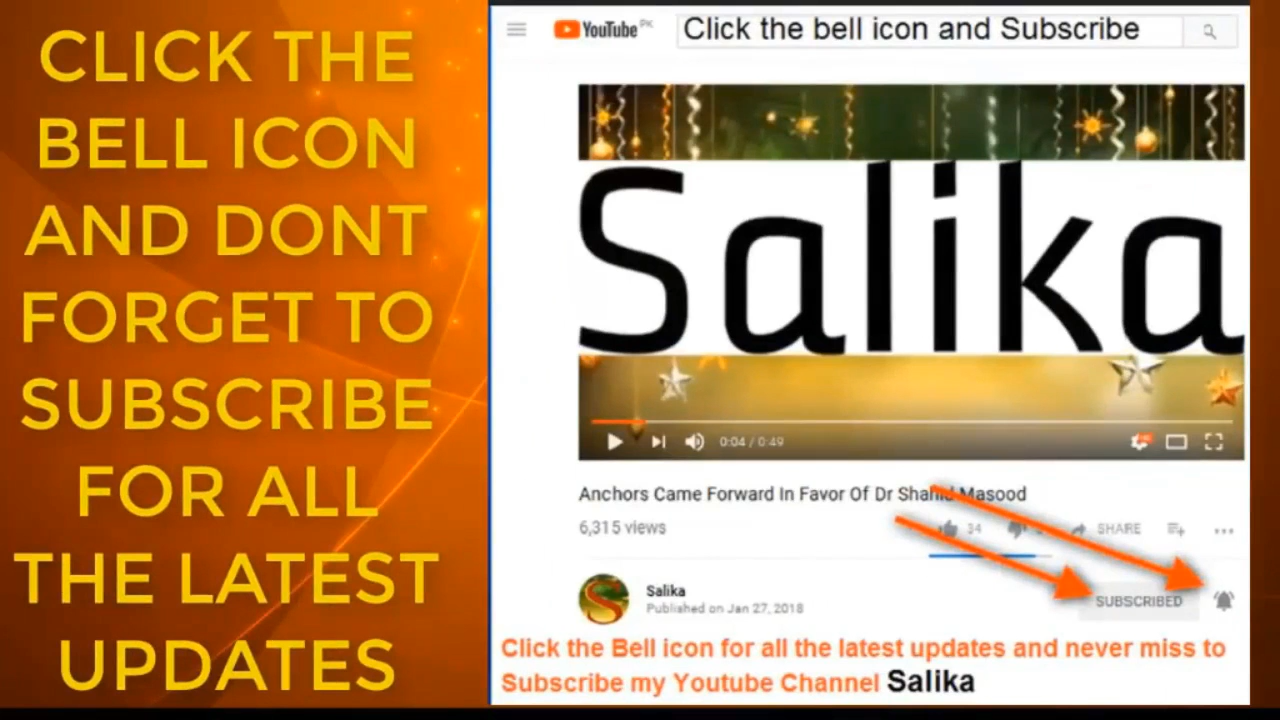 CLICK THE
BELL ICON
AND DONT
FORGET TO
SUBSCRIBE
FOR ALL
THE LATEST
UPDATES
YouTube PK
Click the bell icon and Subscribe
Salika
0:04 / 0:49
Anchors Came Forward In Favor Of Dr Shahid Masood
6,315 views
34
SHARE
Salika
Published on Jan 27, 2018
SUBSCRIBED
Click the Bell icon for all the latest updates and never miss to
Subscribe my Youtube Channel Salika